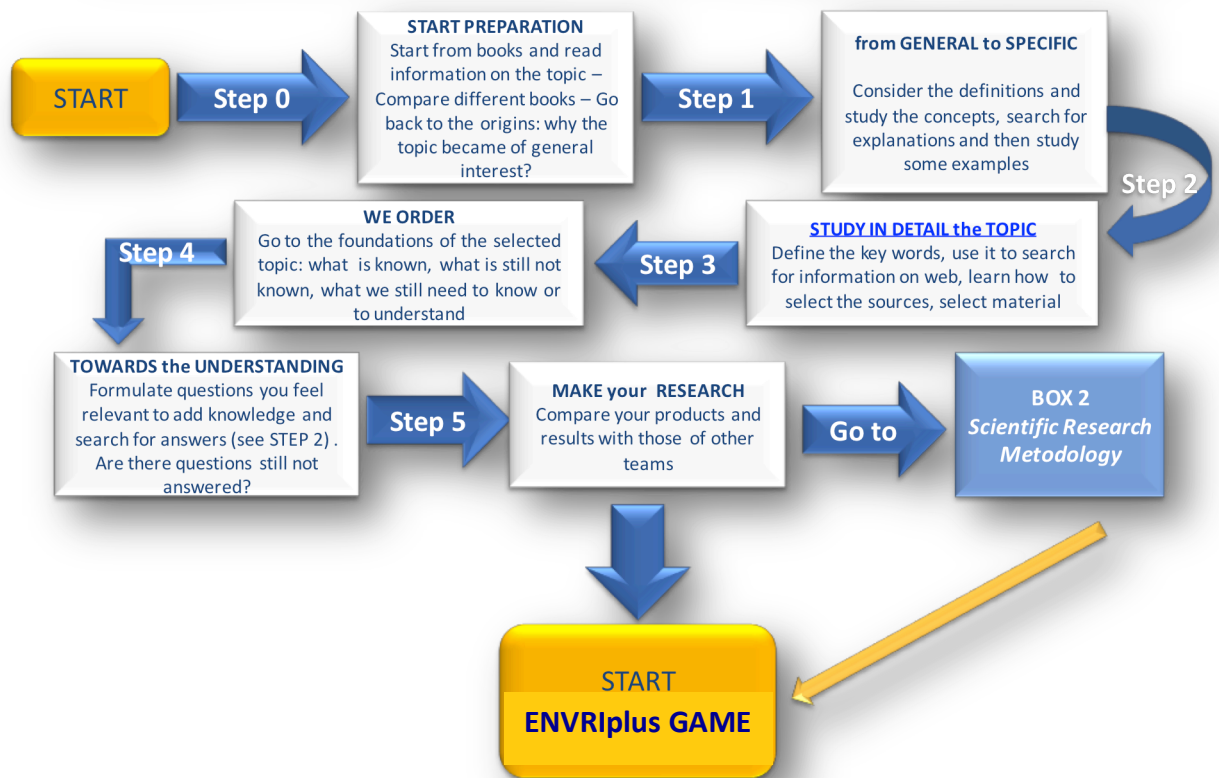 START
Step 0
START PREPARATION
Start from books and read
information on the topic –
Compare different books – Go
back to the origins: why the
topic became of general
interest?
Step 1
from GENERAL to SPECIFIC
Consider the definitions and
study the concepts, search for
explanations and then study
some examples
Step 2
STUDY IN DETAIL the TOPIC
Define the key words, use it to search
for information on web, learn how to
select the sources, select material
Step 3
WE ORDER
Go to the foundations of the selected
topic: what is known, what is still not
known, what we still need to know or
to understand
Step 4
TOWARDS the UNDERSTANDING
Formulate questions you feel
relevant to add knowledge and
search for answers (see STEP 2) .
Are there questions still not
answered?
Step 5
MAKE your RESEARCH
Compare your products and
results with those of other
teams
Go to
BOX 2
Scientific Research
Metodology
START
ENVRIplus GAME